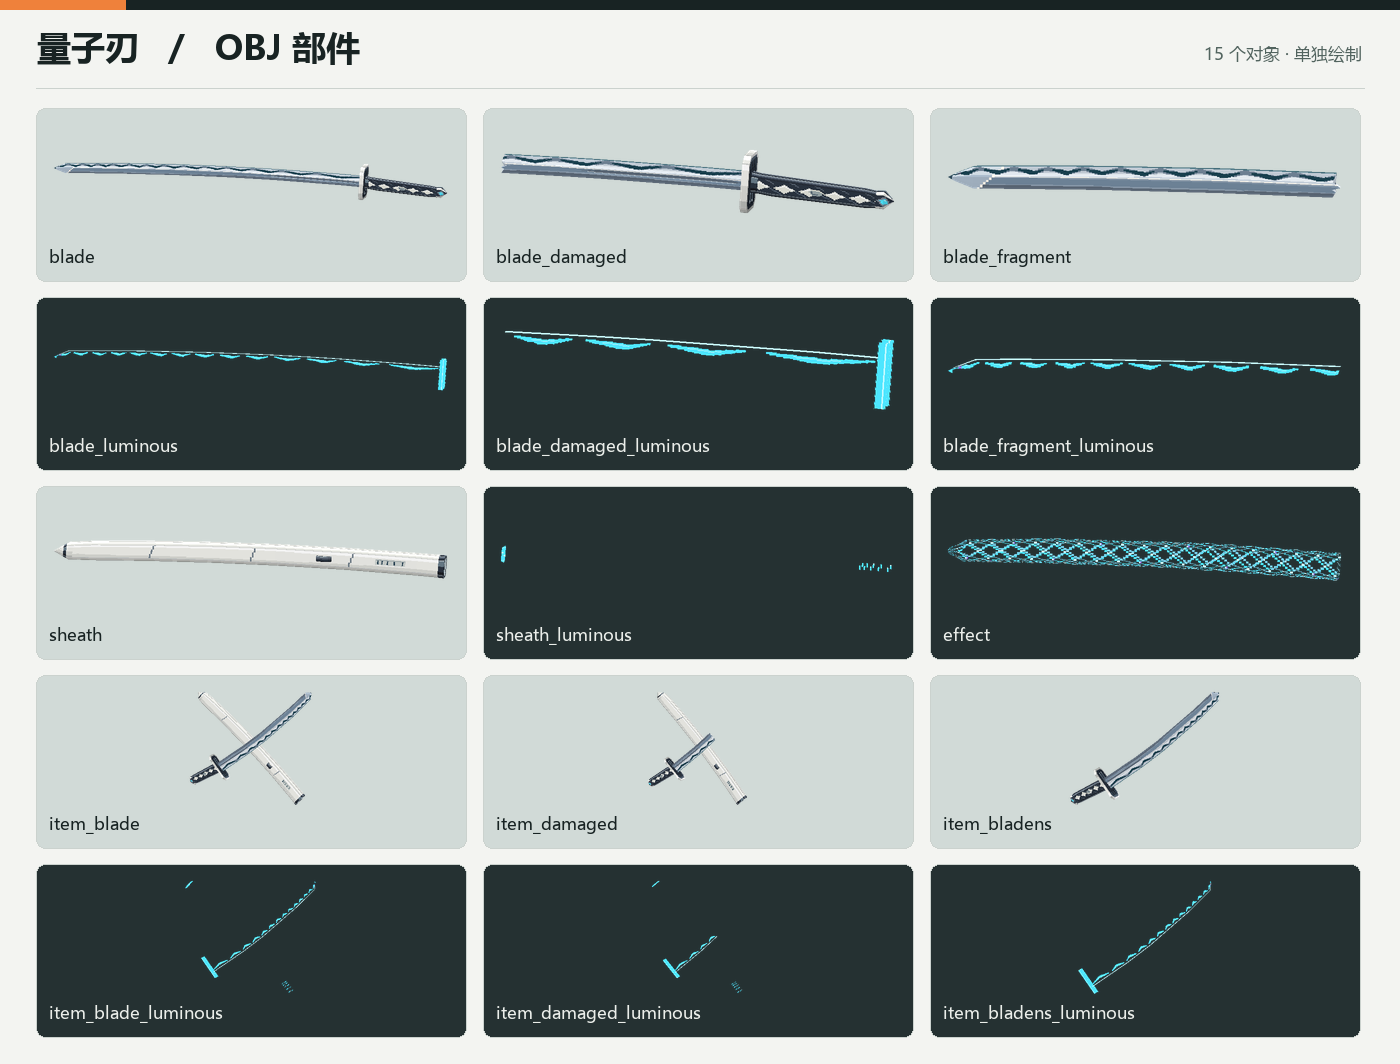 量子刃 / OBJ 部件
15 个对象 · 单独绘制
blade
blade_damaged
blade_fragment
blade_luminous
blade_damaged_luminous
blade_fragment_luminous
sheath
sheath_luminous
effect
item_blade
item_damaged
item_bladens
item_blade_luminous
item_damaged_luminous
item_bladens_luminous